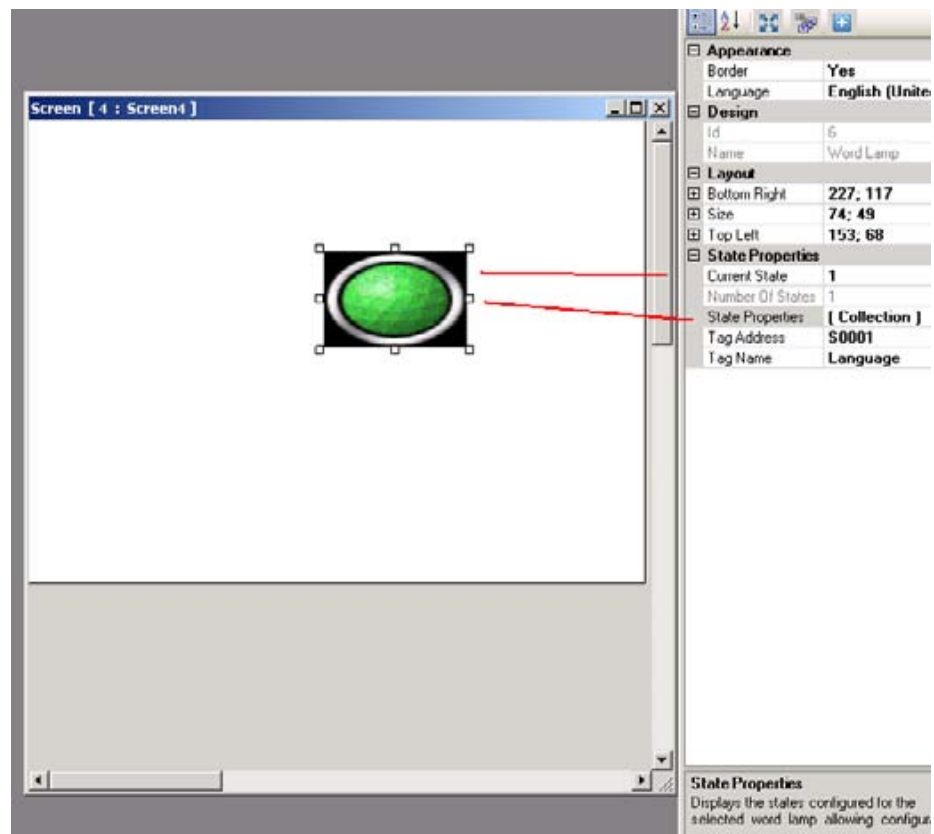 Screen [ 4 : Screen4 ]
Appearance
Border Yes
Language English (Unite
Design
Id 6
Name Word Lamp
Layout
Bottom Right 227; 117
Size 74; 49
Top Left 153; 68
State Properties
Current State 1
Number Of States 1
State Properties [ Collection ]
Tag Address S0001
Tag Name Language
State Properties
Displays the states configured for the
selected word lamp allowing configur